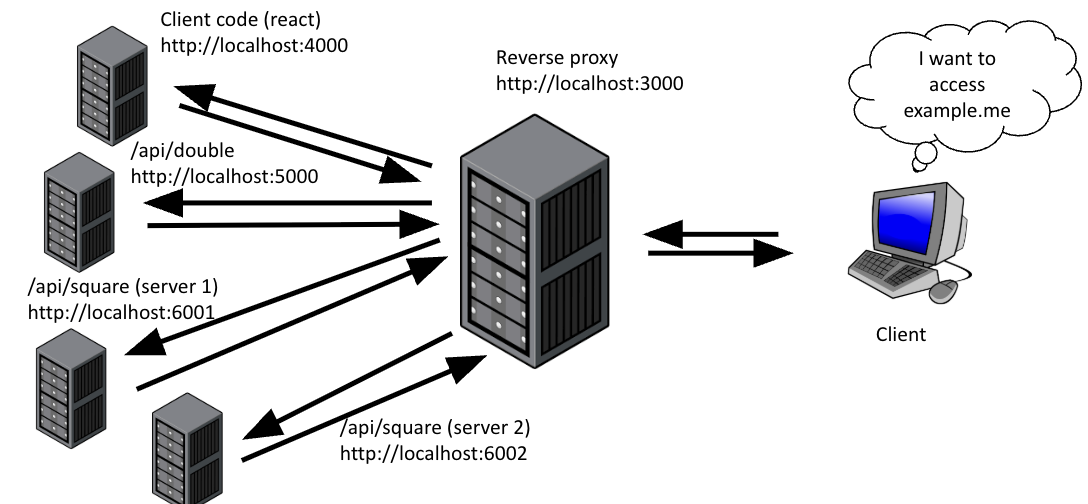 Client code (react)
http://localhost:4000
Reverse proxy
http://localhost:3000
I want to
access
example.me
/api/double
http://localhost:5000
/api/square (server 1)
http://localhost:6001
Client
/api/square (server 2)
http://localhost:6002